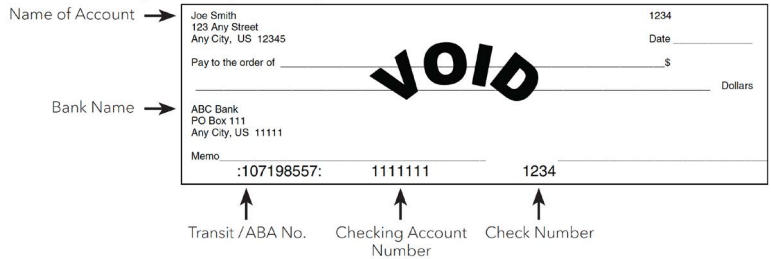 Name of Account
Joe Smith
1234
123 Any Street
Any City, US 12345
Date
Pay to the order of
$
VOID
Dollars
Bank Name
ABC Bank
PO Box 111
Any City, US 11111
Memo
:107198557:
1111111
1234
Transit / ABA No.
Checking Account
Number
Check Number